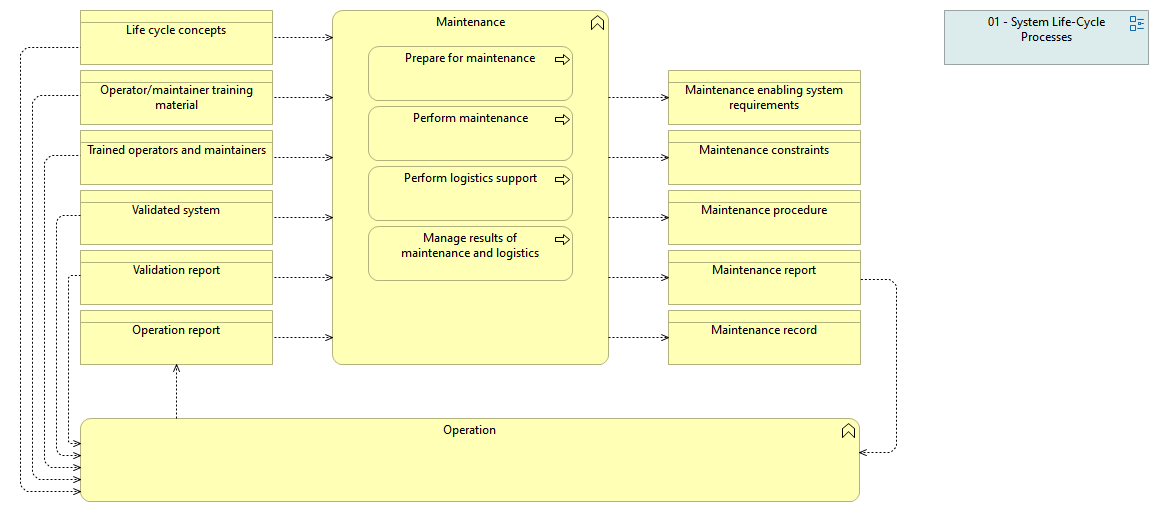 Life cycle concepts
Operator/maintainer training
material
Trained operators and maintainers
Validated system
Validation report
Operation report
Maintenance
Prepare for maintenance
Perform maintenance
Perform logistics support
Manage results of
maintenance and logistics
Maintenance enabling system
requirements
Maintenance constraints
Maintenance procedure
Maintenance report
Maintenance record
01 - System Life-Cycle
Processes
Operation